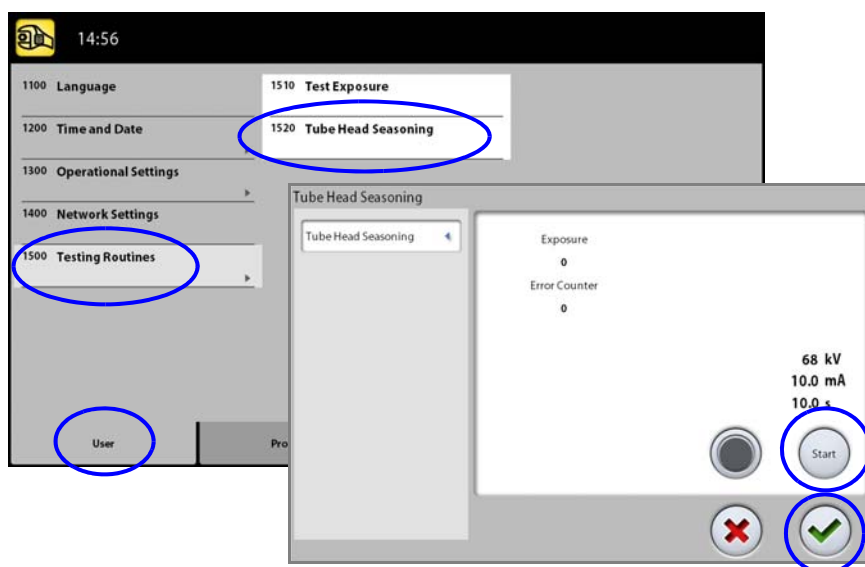 14:56
1100 Language
1200 Time and Date
1300 Operational Settings
1400 Network Settings
1500 Testing Routines
1510 Test Exposure
1520 Tube Head Seasoning
User
Pro
Tube Head Seasoning
Tube Head Seasoning
Exposure
0
Error Counter
0
68 kV
10.0 mA
10.0 s
Start